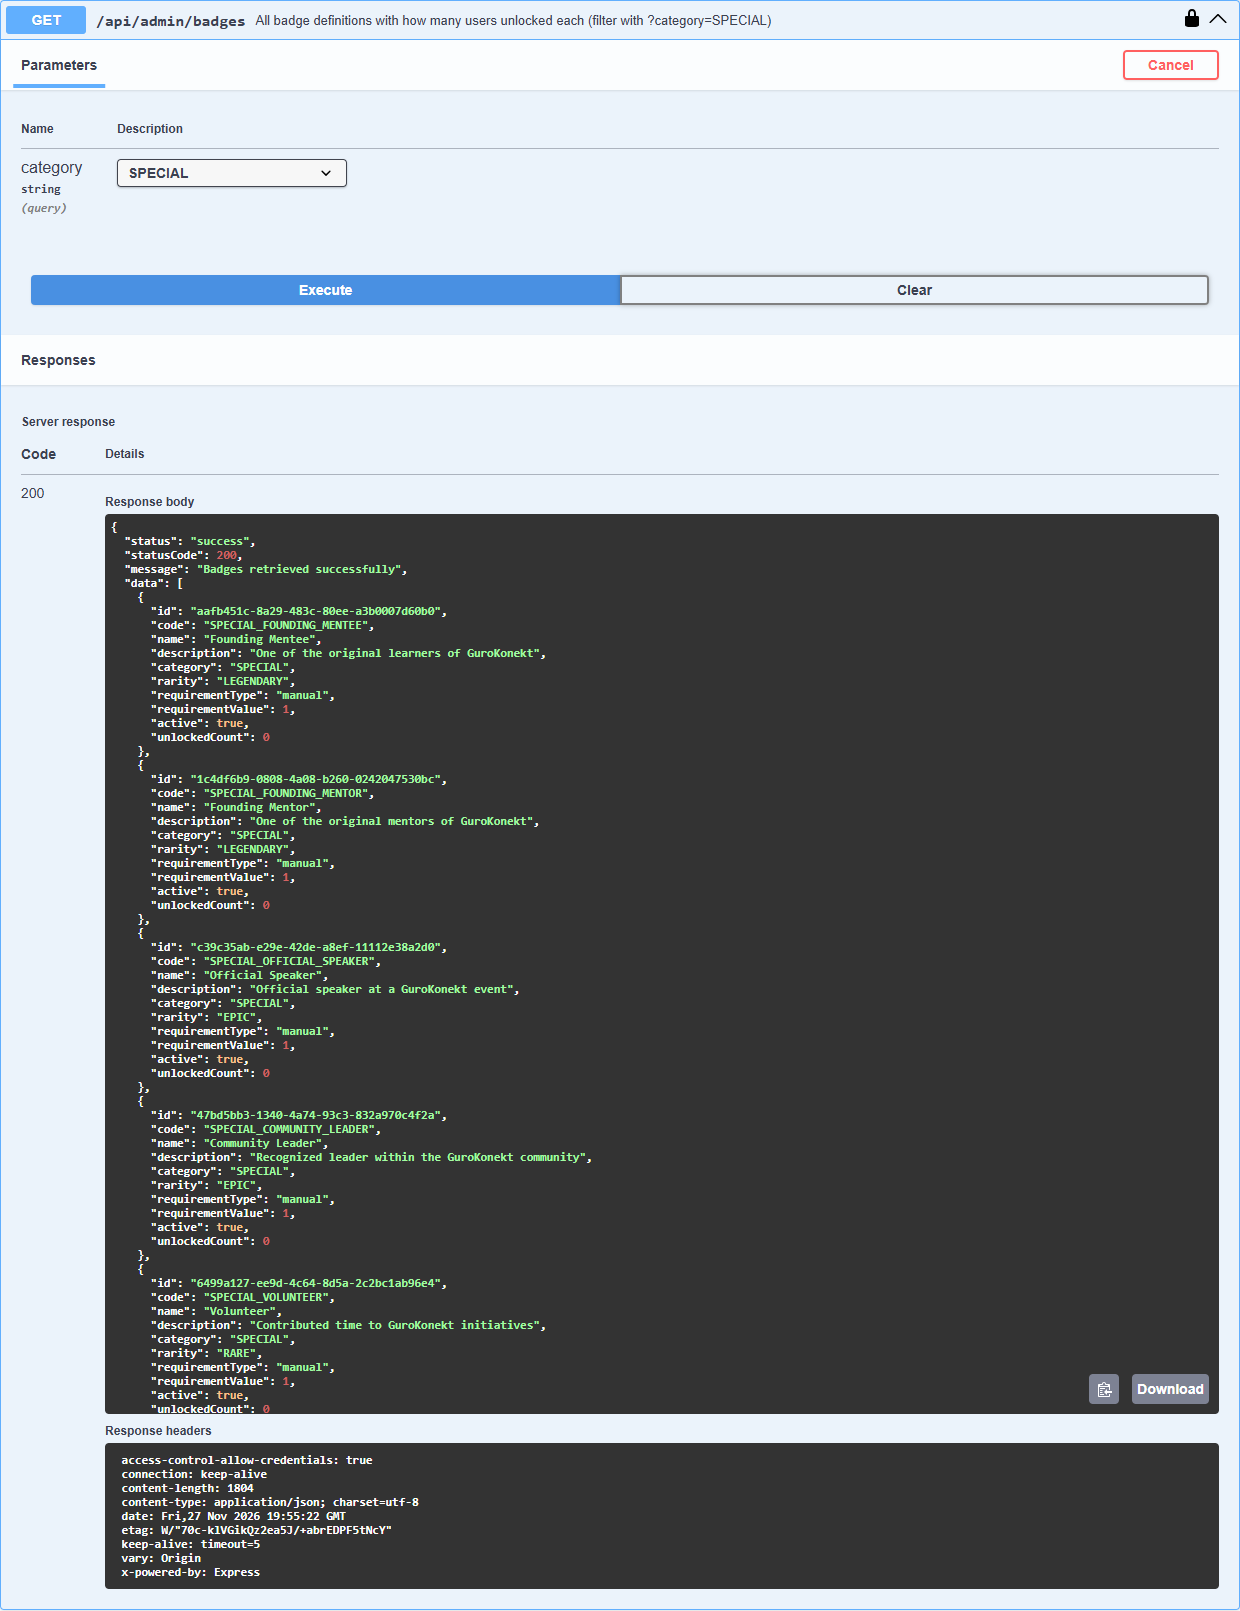 GET /api/admin/badges All badge definitions with how many users unlocked each (filter with ?category=SPECIAL)
Parameters
Cancel
Name Description
category SPECIAL
string
(query)
Execute Clear
Responses
Server response
Code Details
200
Response body
{
  "status": "success",
  "statusCode": 200,
  "message": "Badges retrieved successfully",
  "data": [
    {
      "id": "aafb451c-8a29-483c-80ee-a3b0007d60b0",
      "code": "SPECIAL_FOUNDING_MENTEE",
      "name": "Founding Mentee",
      "description": "One of the original learners of GuroKonekt",
      "category": "SPECIAL",
      "rarity": "LEGENDARY",
      "requirementType": "manual",
      "requirementValue": 1,
      "active": true,
      "unlockedCount": 0
    },
    {
      "id": "1c4df6b9-0808-4a08-b260-0242047530bc",
      "code": "SPECIAL_FOUNDING_MENTOR",
      "name": "Founding Mentor",
      "description": "One of the original mentors of GuroKonekt",
      "category": "SPECIAL",
      "rarity": "LEGENDARY",
      "requirementType": "manual",
      "requirementValue": 1,
      "active": true,
      "unlockedCount": 0
    },
    {
      "id": "c39c35ab-e29e-42de-a8ef-11112e38a2d0",
      "code": "SPECIAL_OFFICIAL_SPEAKER",
      "name": "Official Speaker",
      "description": "Official speaker at a GuroKonekt event",
      "category": "SPECIAL",
      "rarity": "EPIC",
      "requirementType": "manual",
      "requirementValue": 1,
      "active": true,
      "unlockedCount": 0
    },
    {
      "id": "47bd5bb3-1340-4a74-93c3-832a970c4f2a",
      "code": "SPECIAL_COMMUNITY_LEADER",
      "name": "Community Leader",
      "description": "Recognized leader within the GuroKonekt community",
      "category": "SPECIAL",
      "rarity": "EPIC",
      "requirementType": "manual",
      "requirementValue": 1,
      "active": true,
      "unlockedCount": 0
    },
    {
      "id": "6499a127-ee9d-4c64-8d5a-2c2bc1ab96e4",
      "code": "SPECIAL_VOLUNTEER",
      "name": "Volunteer",
      "description": "Contributed time to GuroKonekt initiatives",
      "category": "SPECIAL",
      "rarity": "RARE",
      "requirementType": "manual",
      "requirementValue": 1,
      "active": true,
      "unlockedCount": 0
Download
Response headers
access-control-allow-credentials: true
connection: keep-alive
content-length: 1804
content-type: application/json; charset=utf-8
date: Fri,27 Nov 2026 19:55:22 GMT
etag: W/"70c-klVGikQz2ea5J/+abrEDPF5tNcY"
keep-alive: timeout=5
vary: Origin
x-powered-by: Express